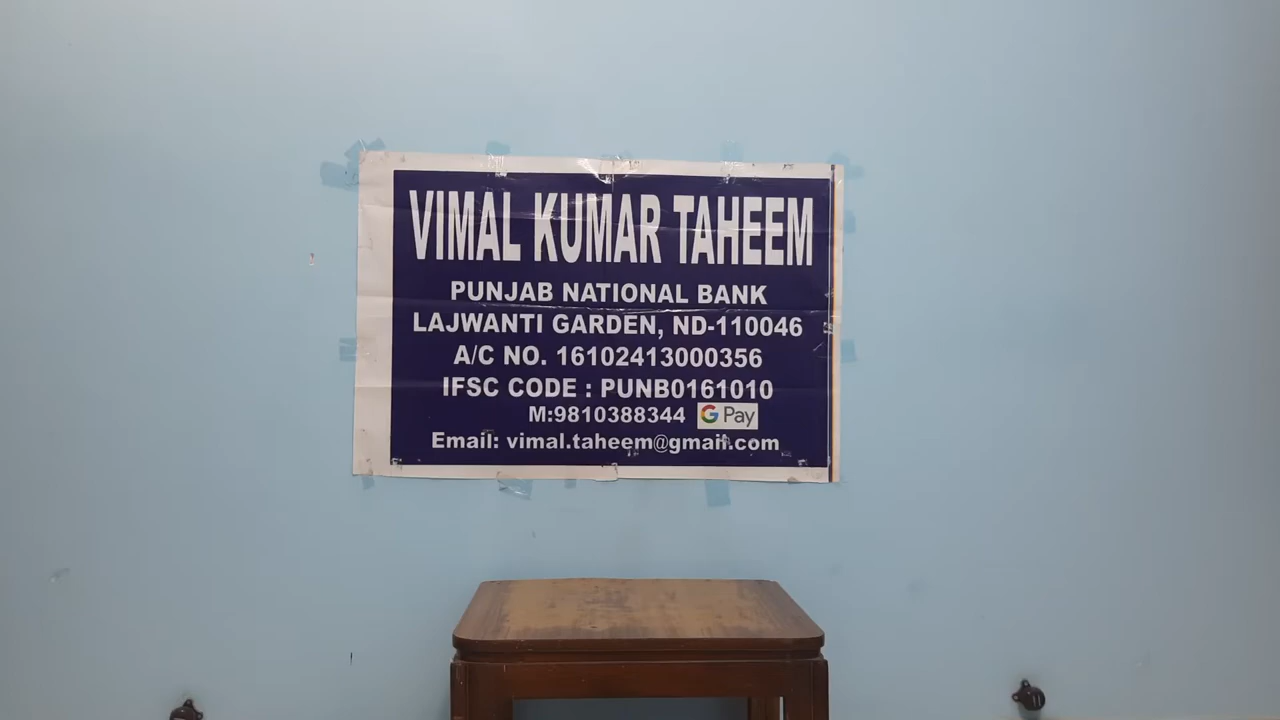 VIMAL KUMAR TAHEEM
PUNJAB NATIONAL BANK
LAJWANTI GARDEN, ND-110046
A/C NO. 16102413000356
IFSC CODE : PUNB0161010
M:9810388344 G Pay
Email: vimal.taheem@gmail.com